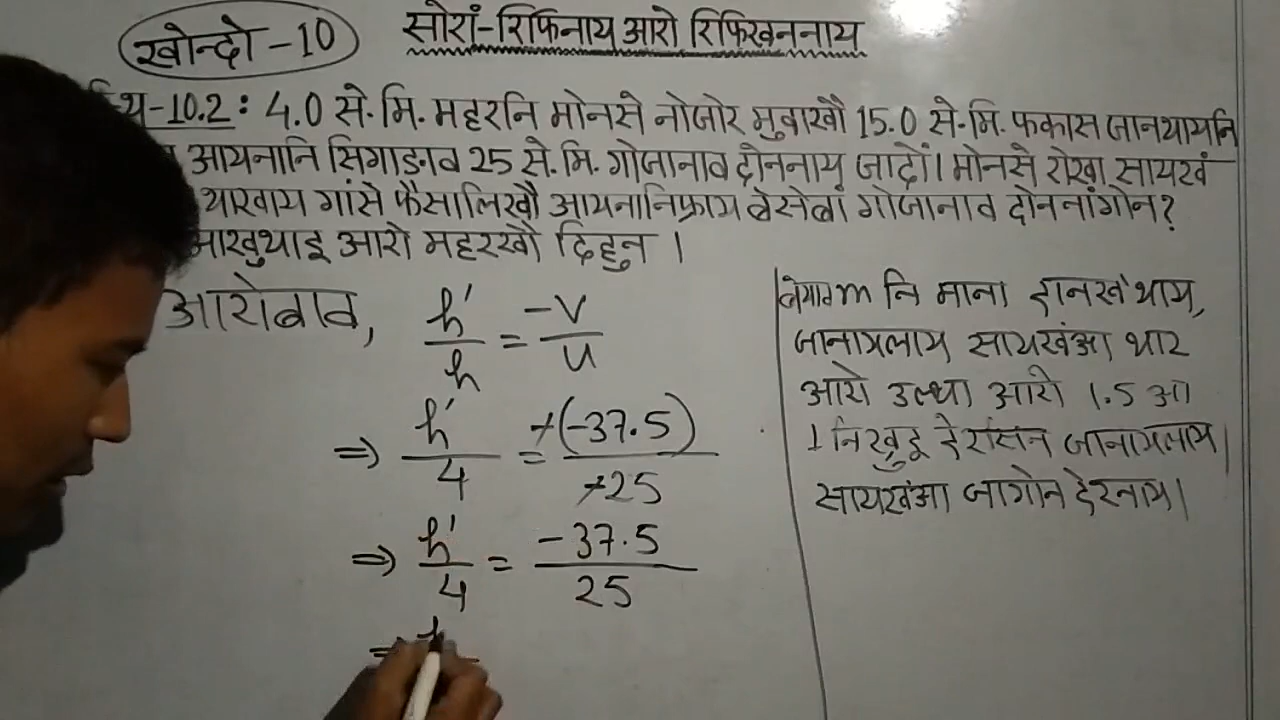 खोन्दो -10
सोरां-रिफिनाय आरो रिफिखननाय
थि-10.2: 4.0 से.मि. महरनि मोनसे नोजोर मुवाखौ 15.0 से.मि. फकास जानथायनि
आयनानि सिगाङाव 25 से.मि. गोजानाव दोननाय जादों। मोनसे रोखा सायखं
थाखाय गांसे फैसालिखौ आयनानिफ्राय बेसेबा गोजानाव दोननांगोन?
आखुथाइ आरो महरखौ दिहुन।
आरोबाव, h'/h = -v/u
⇒ h'/4 = +(-37.5)/+25
⇒ h'/4 = -37.5/25
m नि माना दानखं थाय,
जानायलाय सायखंआ थार
आरो उल्था आरो 1.5 आ
1 निख्रुइ देरसिन जानायलाय
सायखंआ जागोन देरनाय।